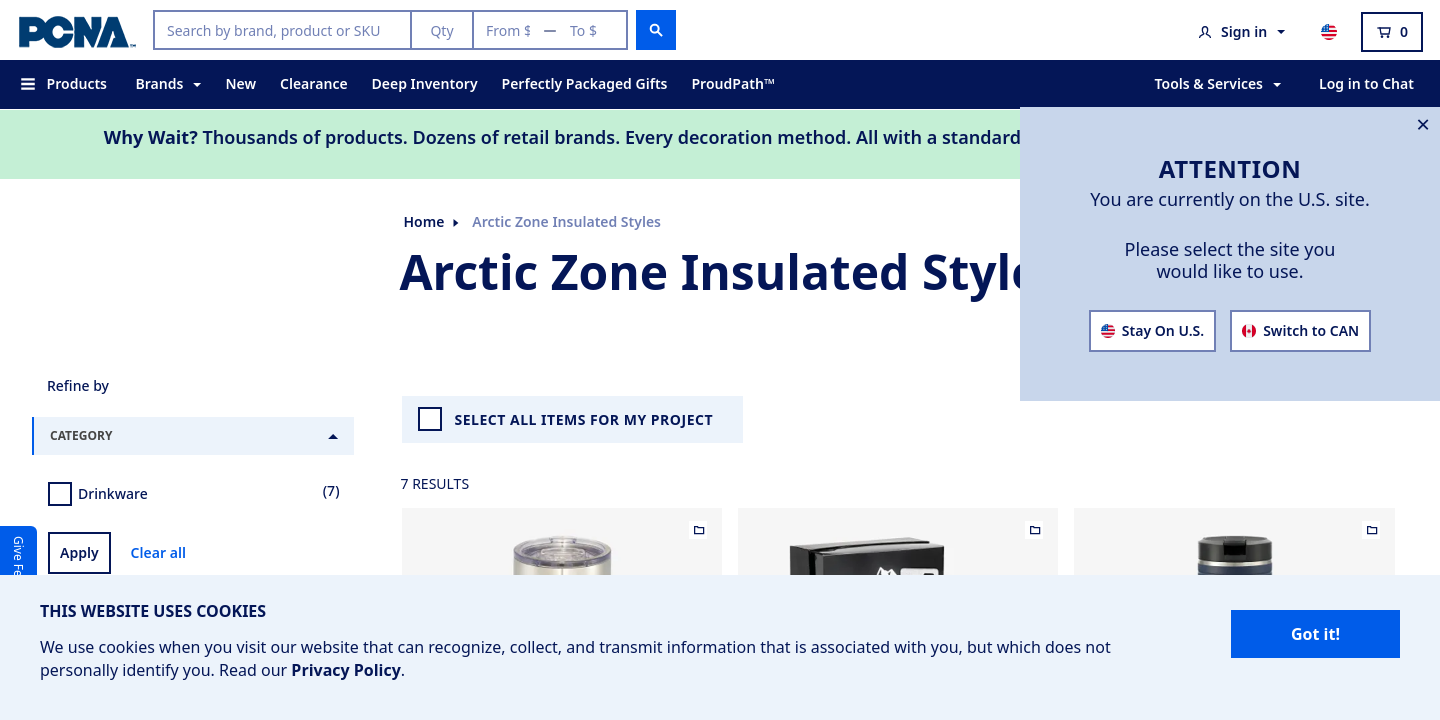 PCNA™
Search by brand, product or SKU
Qty
From $ — To $
Sign in
0
Products
Brands
New
Clearance
Deep Inventory
Perfectly Packaged Gifts
ProudPath™
Tools & Services
Log in to Chat
Why Wait? Thousands of products. Dozens of retail brands. Every decoration method. All with a standard
×
ATTENTION
You are currently on the U.S. site.
Please select the site you
would like to use.
Stay On U.S.
Switch to CAN
Home
Arctic Zone Insulated Styles
Arctic Zone Insulated Style
Refine by
CATEGORY
Drinkware
(7)
Apply
Clear all
SELECT ALL ITEMS FOR MY PROJECT
7 RESULTS
Give Fe
THIS WEBSITE USES COOKIES
We use cookies when you visit our website that can recognize, collect, and transmit information that is associated with you, but which does not
personally identify you. Read our Privacy Policy.
Got it!